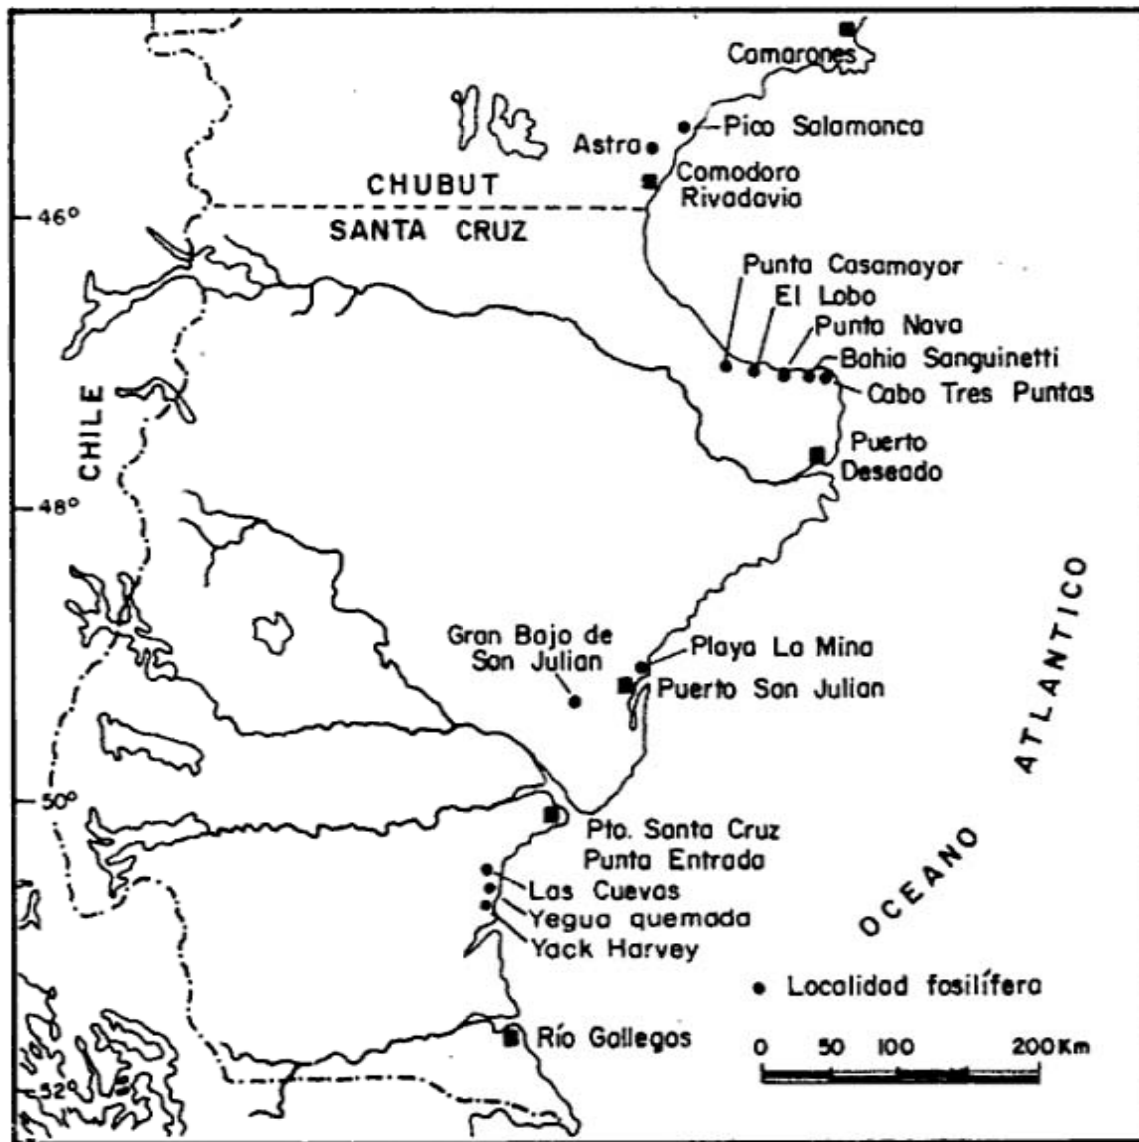 Camarones
Pico Salamanca
Astra
Comodoro
Rivadavia
CHUBUT
46°
SANTA CRUZ
Punta Casamayor
El Lobo
Punta Nava
Bahia Sanguinetti
Cabo Tres Puntas
CHILE
Puerto
Deseado
48°
Gran Bajo de
San Julian
Playa La Mina
Puerto San Julian
OCEANO ATLANTICO
50°
Pto. Santa Cruz
Punta Entrada
Las Cuevas
Yegua quemada
Yack Harvey
Localidad fosilífera
Río Gallegos
0 50 100 200 Km
52°